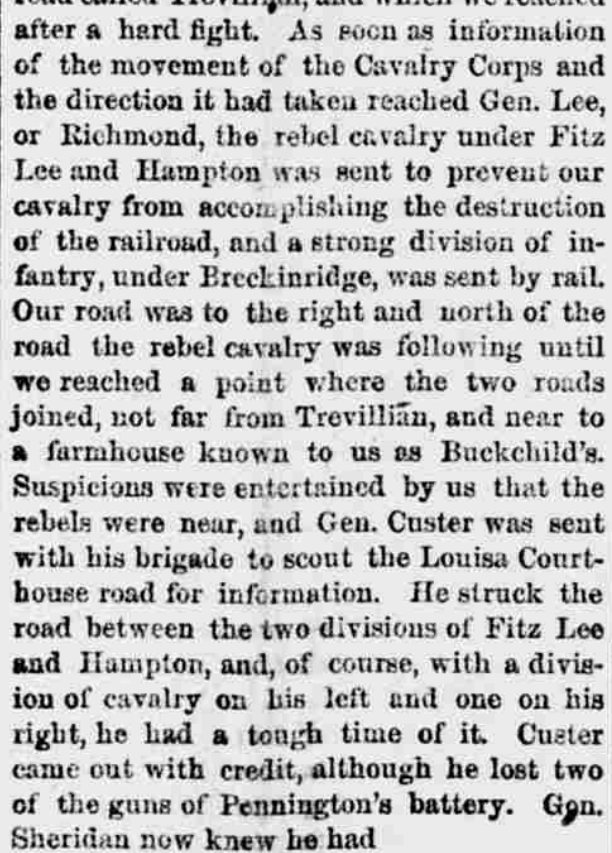 after a hard fight. As soon as information
of the movement of the Cavalry Corps and
the direction it had taken reached Gen. Lee,
or Richmond, the rebel cavalry under Fitz
Lee and Hampton was sent to prevent our
cavalry from accomplishing the destruction
of the railroad, and a strong division of in-
fantry, under Breckinridge, was sent by rail.
Our road was to the right and north of the
road the rebel cavalry was following until
we reached a point where the two roads
joined, not far from Trevillian, and near to
a farmhouse known to us as Buckchild's.
Suspicions were entertained by us that the
rebels were near, and Gen. Custer was sent
with his brigade to scout the Louisa Court-
house road for information. He struck the
road between the two divisions of Fitz Lee
and Hampton, and, of course, with a divis-
ion of cavalry on his left and one on his
right, he had a tough time of it. Custer
came out with credit, although he lost two
of the guns of Pennington's battery. Gen.
Sheridan now knew he had